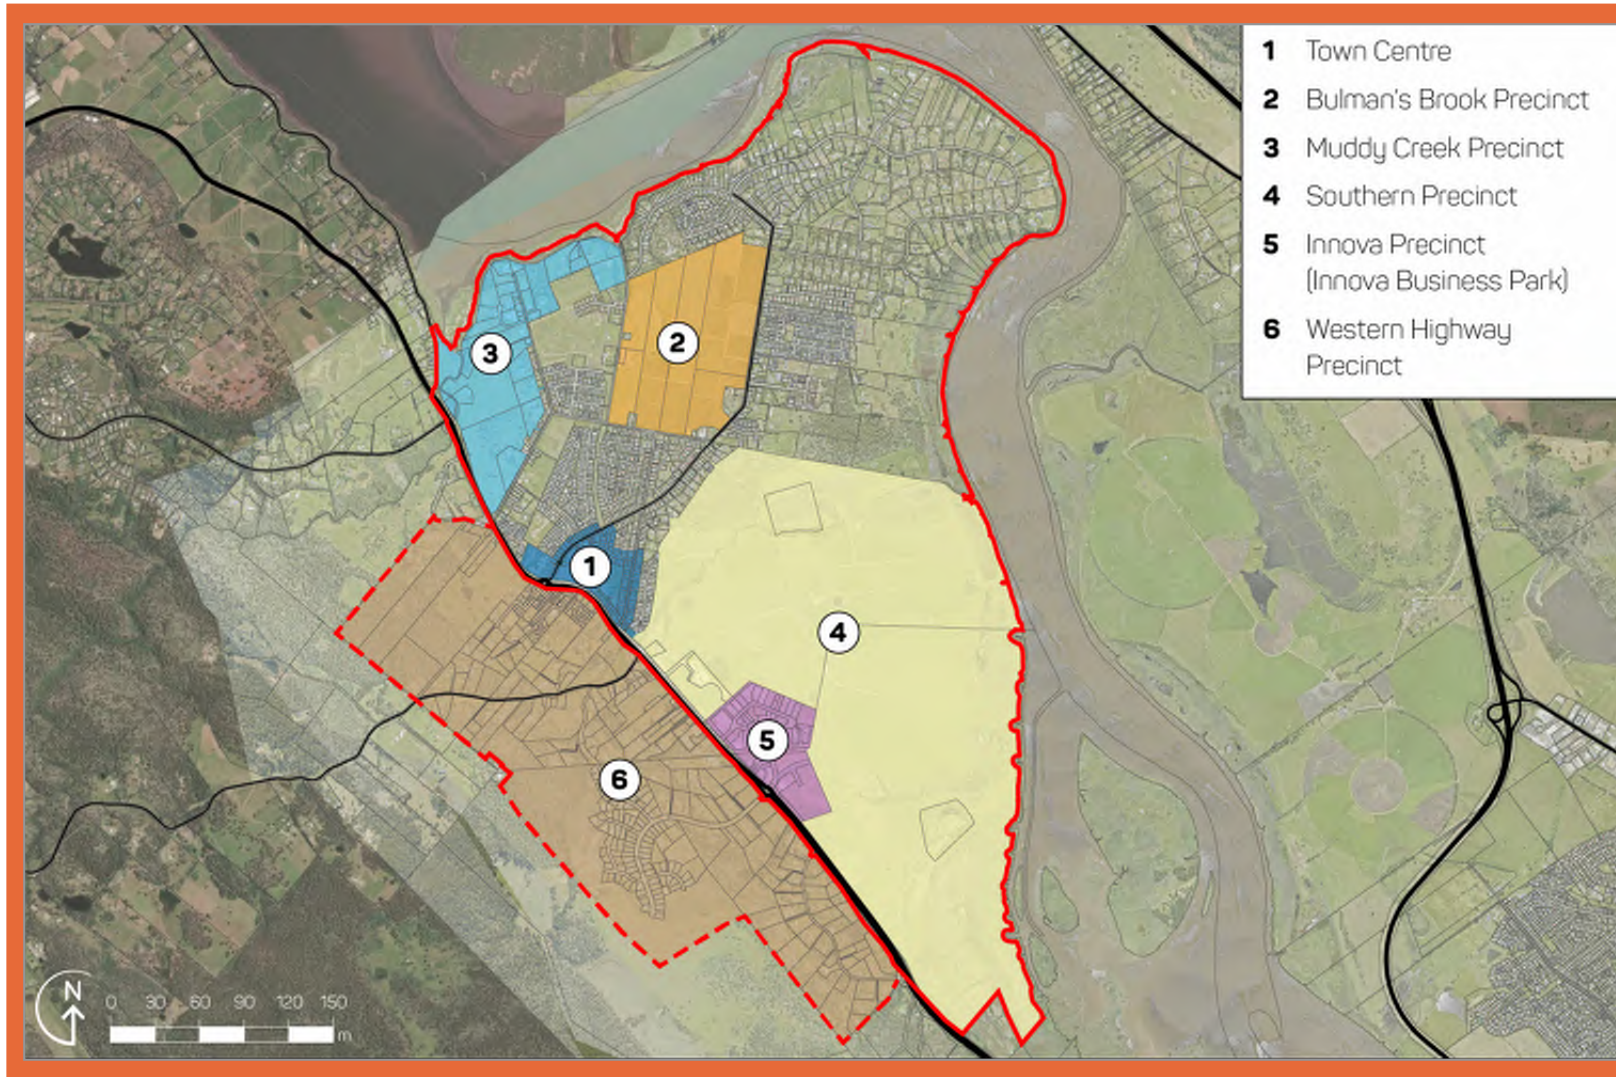 1 Town Centre
2 Bulman's Brook Precinct
3 Muddy Creek Precinct
4 Southern Precinct
5 Innova Precinct
(Innova Business Park)
6 Western Highway
Precinct
3
2
1
4
5
6
N
0 30 60 90 120 150
m